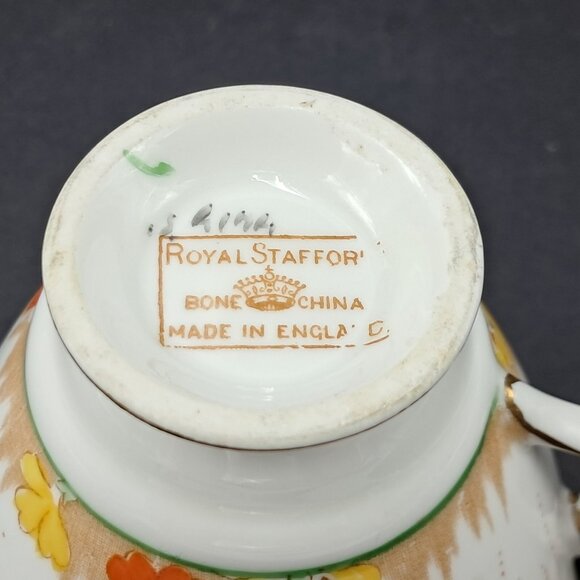 ROYAL STAFFOR
BONE CHINA
MADE IN ENGLA D